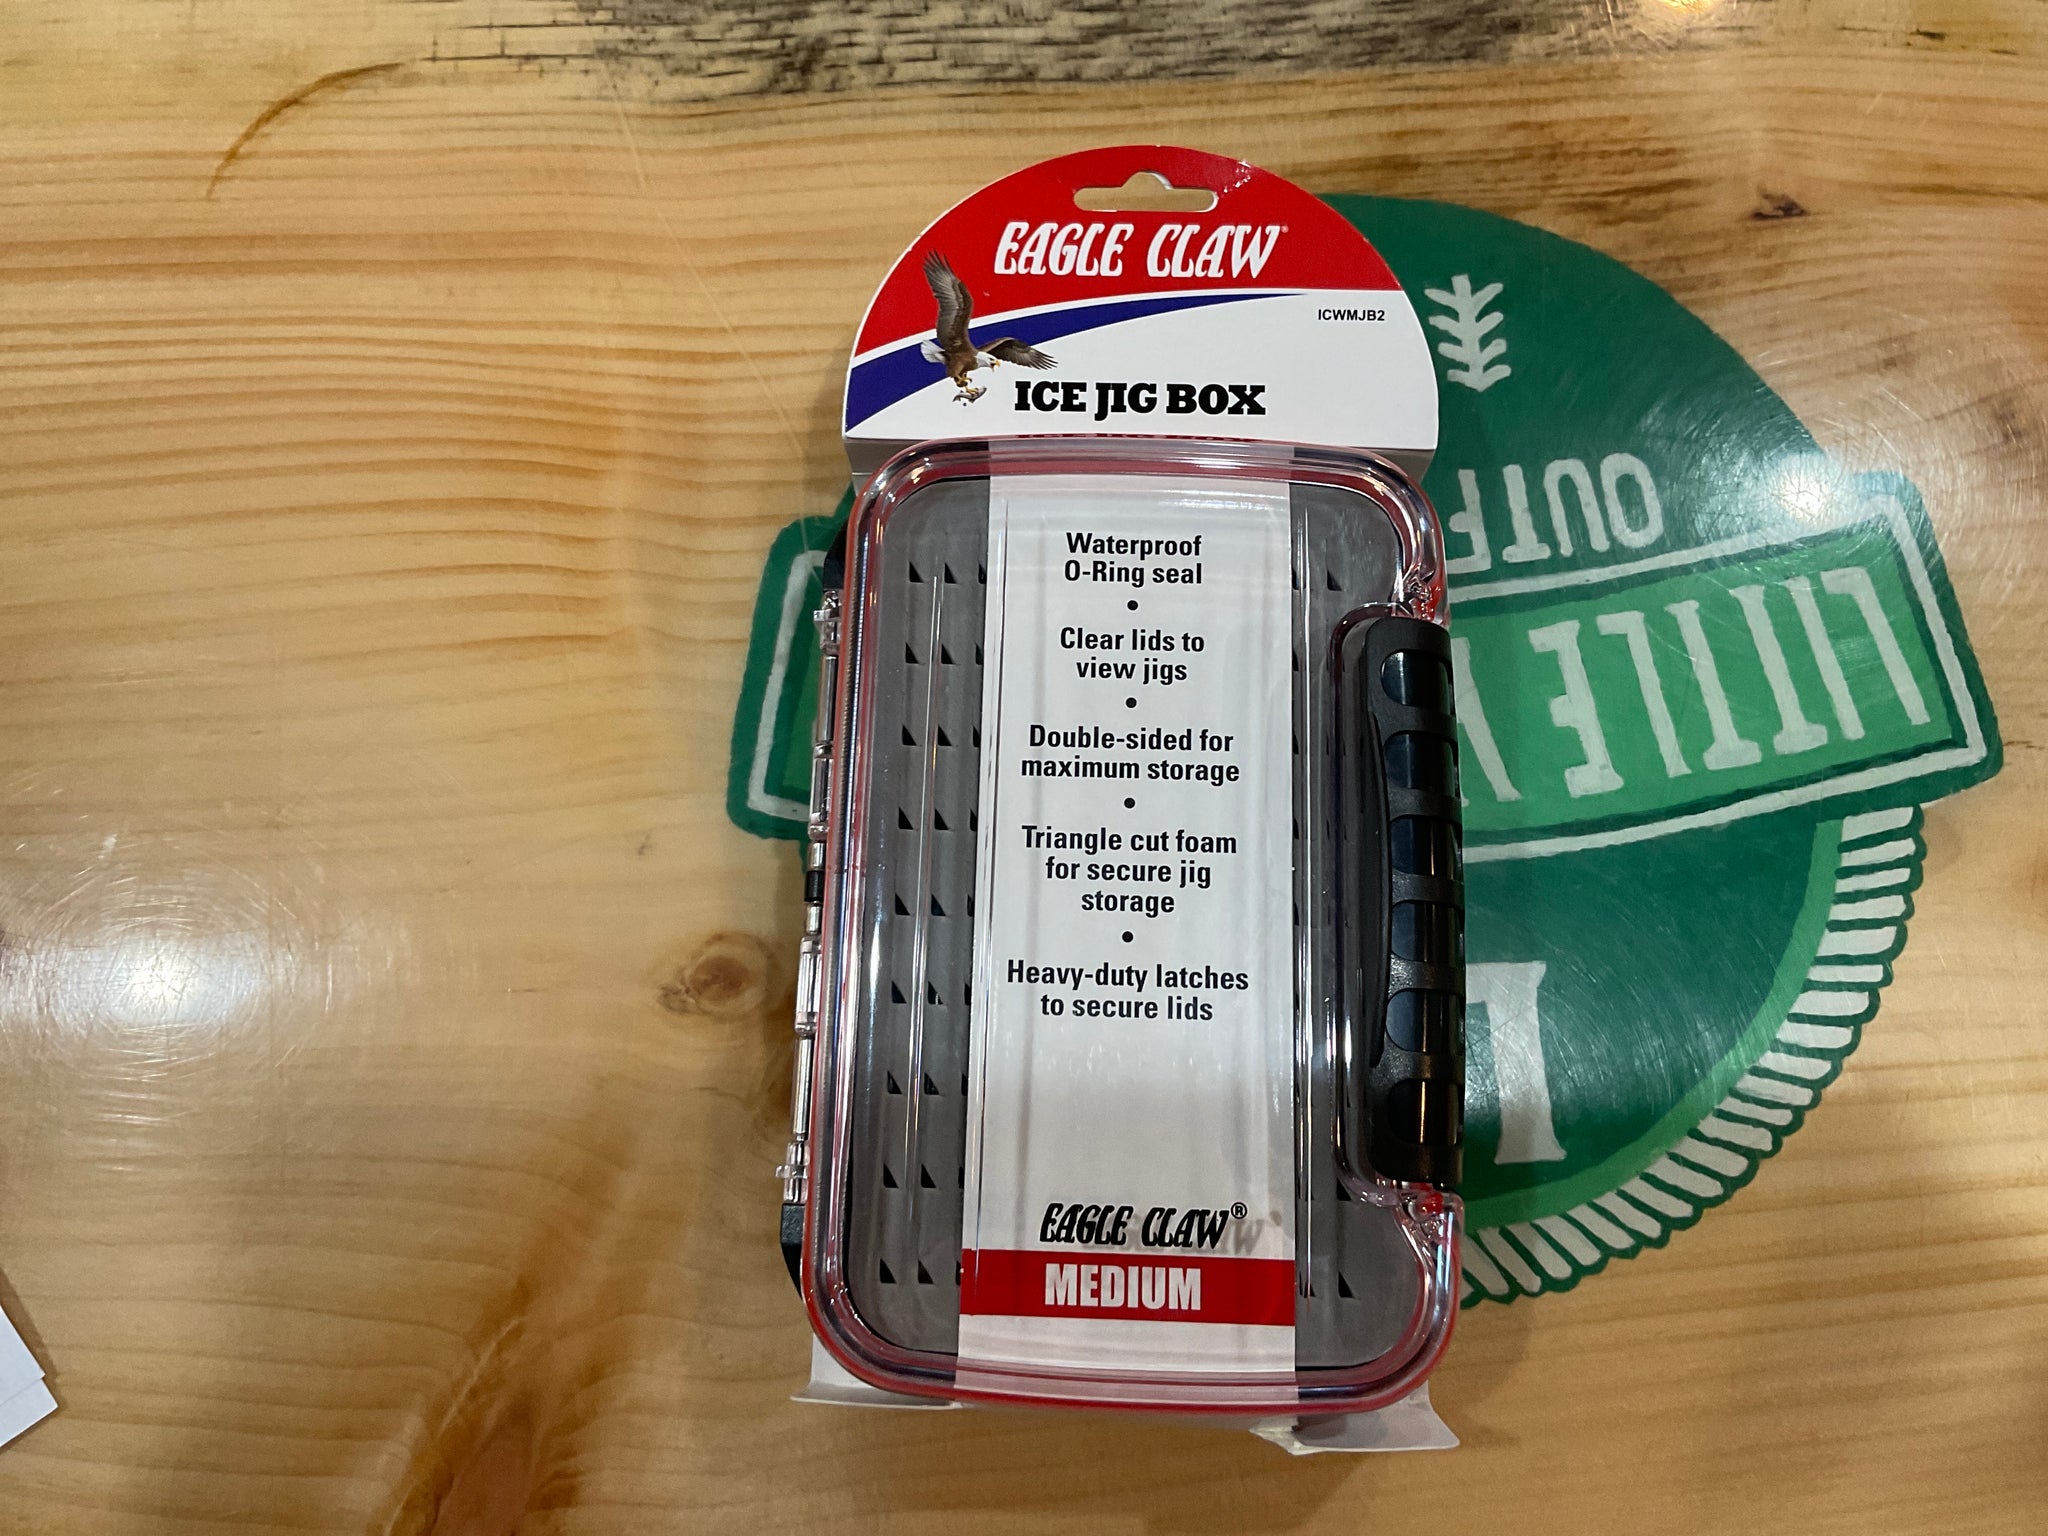 EAGLE CLAW®
ICWMJB2
ICE JIG BOX
Waterproof
O-Ring seal
•
Clear lids to
view jigs
•
Double-sided for
maximum storage
•
Triangle cut foam
for secure jig
storage
•
Heavy-duty latches
to secure lids
EAGLE CLAW®
MEDIUM
LITTLE
OUTF
L